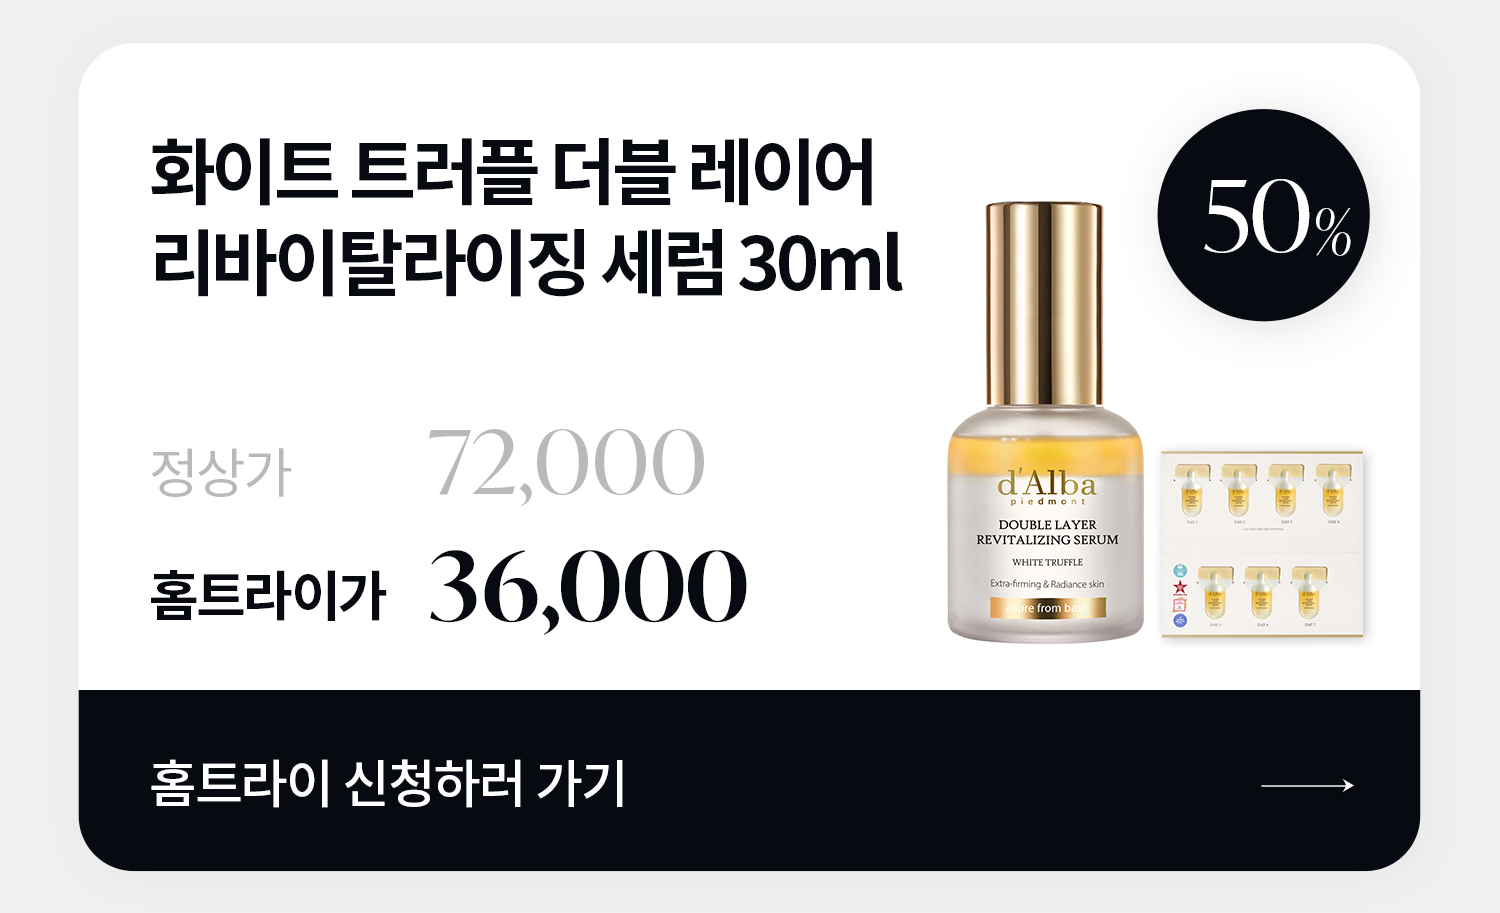 화이트 트러플 더블 레이어
리바이탈라이징 세럼 30ml
50%
정상가 72,000
홈트라이가 36,000
d'Alba
piedmont
DOUBLE LAYER
REVITALIZING SERUM
WHITE TRUFFLE
Extra-firming & Radiance skin
allure from basic
홈트라이 신청하러 가기